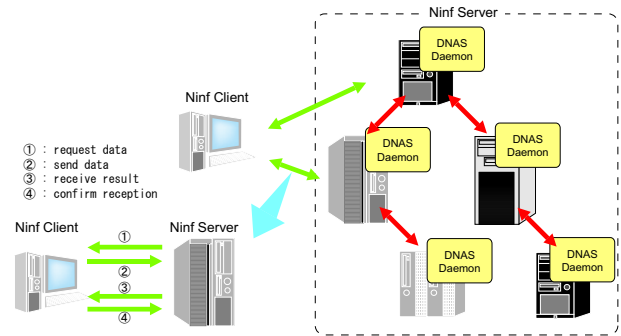 Ninf Server
DNAS
Daemon
Ninf Client
DNAS
Daemon
DNAS
Daemon
① : request data
② : send data
③ : receive result
④ : confirm reception
Ninf Client
Ninf Server
①
②
③
④
DNAS
Daemon
DNAS
Daemon